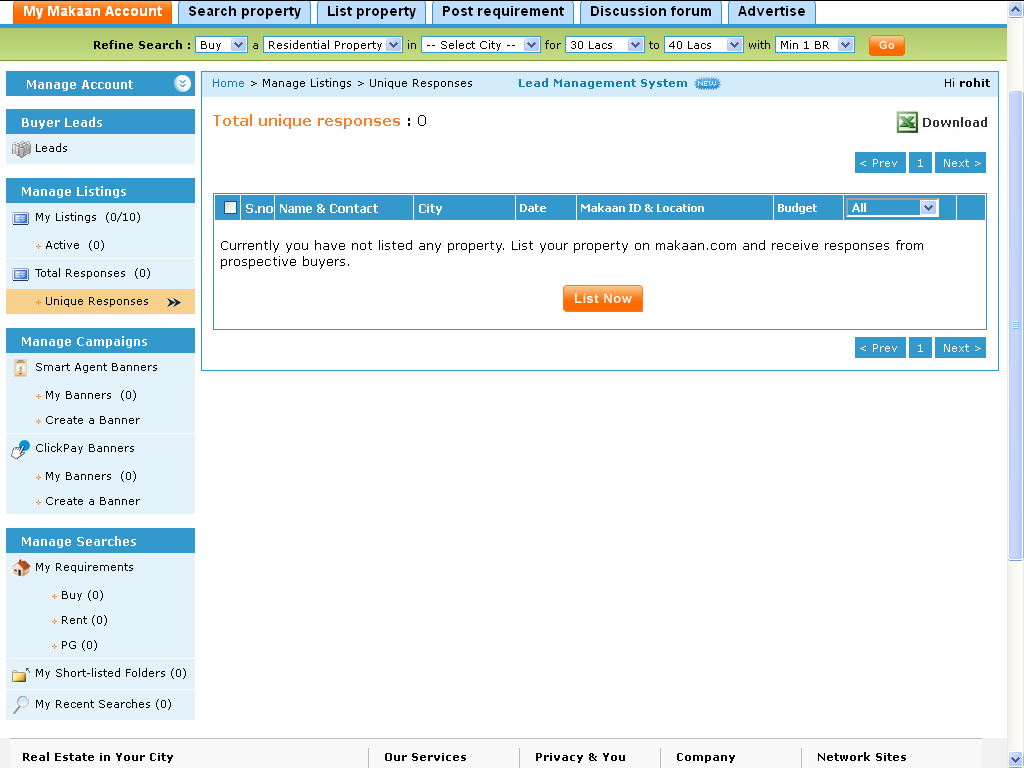 My Makaan Account Search property List property Post requirement Discussion forum Advertise
Refine Search : Buy a Residential Property in -- Select City -- for 30 Lacs to 40 Lacs with Min 1 BR Go
Manage Account
Home > Manage Listings > Unique Responses Lead Management System NEW Hi rohit
Buyer Leads
Leads
Manage Listings
My Listings (0/10)
Active (0)
Total Responses (0)
Unique Responses
Manage Campaigns
Smart Agent Banners
My Banners (0)
Create a Banner
ClickPay Banners
My Banners (0)
Create a Banner
Manage Searches
My Requirements
Buy (0)
Rent (0)
PG (0)
My Short-listed Folders (0)
My Recent Searches (0)
Total unique responses : 0
Download
< Prev 1 Next >
S.no Name & Contact City Date Makaan ID & Location Budget All
Currently you have not listed any property. List your property on makaan.com and receive responses from
prospective buyers.
List Now
< Prev 1 Next >
Real Estate in Your City Our Services Privacy & You Company Network Sites